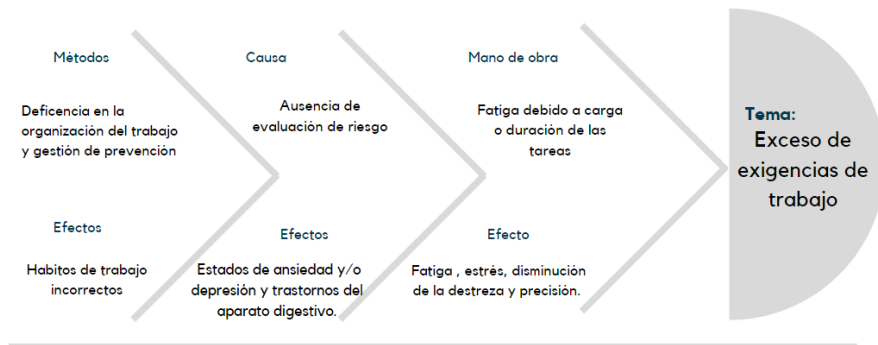 Métodos
Deficencia en la
organización del trabajo
y gestión de prevención
Causa
Ausencia de
evaluación de riesgo
Mano de obra
Fatiga debido a carga
o duración de las
tareas
Tema:
Exceso de
exigencias de
trabajo
Efectos
Habitos de trabajo
incorrectos
Efectos
Estados de ansiedad y/o
depresión y trastornos del
aparato digestivo.
Efecto
Fatiga , estrés, disminución
de la destreza y precisión.